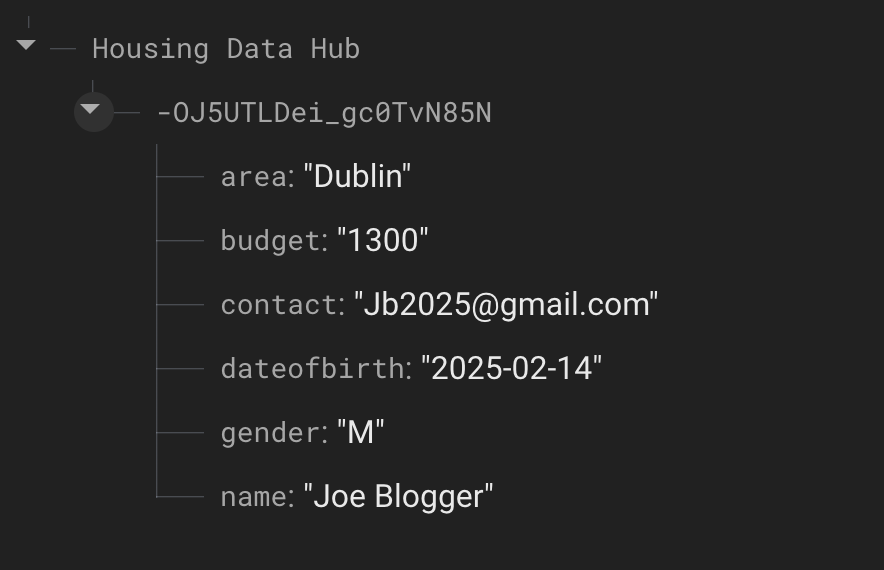 Housing Data Hub
-OJ5UTLDei_gc0TvN85N
area: "Dublin"
budget: "1300"
contact: "Jb2025@gmail.com"
dateofbirth: "2025-02-14"
gender: "M"
name: "Joe Blogger"